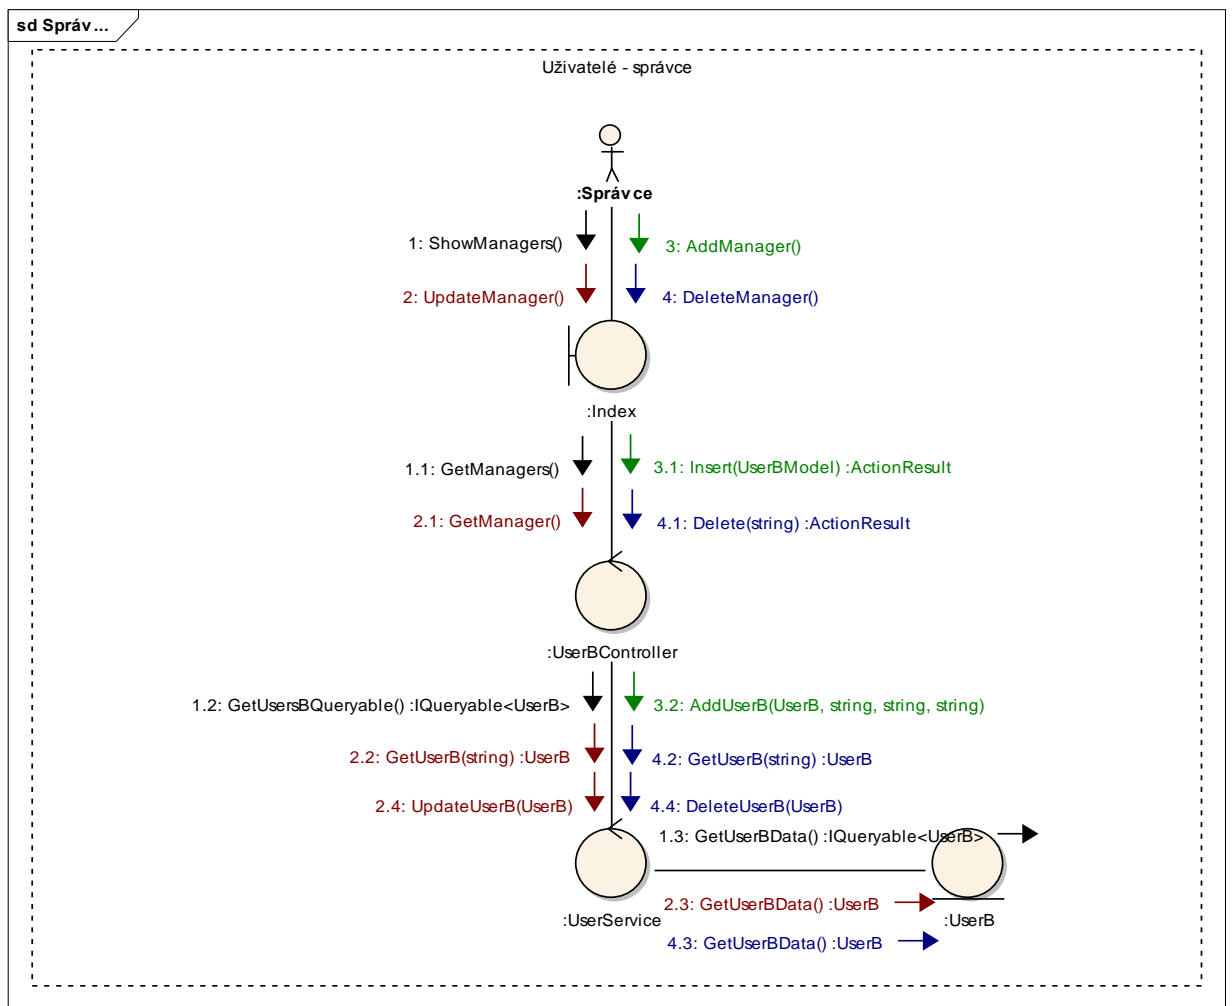 sd Správ...
Uživatelé - správce
:Správce
1: ShowManagers()
3: AddManager()
2: UpdateManager()
4: DeleteManager()
:Index
1.1: GetManagers()
3.1: Insert(UserBModel) :ActionResult
2.1: GetManager()
4.1: Delete(string) :ActionResult
:UserBController
1.2: GetUsersBQueryable() :IQueryable<UserB>
3.2: AddUserB(UserB, string, string, string)
2.2: GetUserB(string) :UserB
4.2: GetUserB(string) :UserB
2.4: UpdateUserB(UserB)
4.4: DeleteUserB(UserB)
1.3: GetUserBData() :IQueryable<UserB>
2.3: GetUserBData() :UserB
:UserService
:UserB
4.3: GetUserBData() :UserB